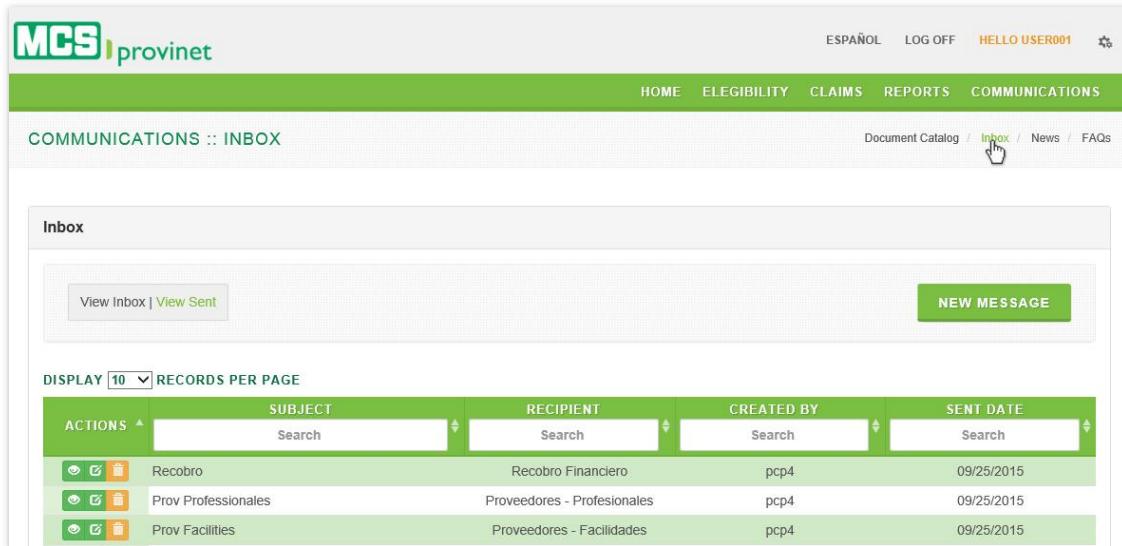 MCS provinet
ESPAÑOL LOG OFF HELLO USER001
HOME ELEGIBILITY CLAIMS REPORTS COMMUNICATIONS
COMMUNICATIONS :: INBOX
Document Catalog / Inbox / News / FAQs
Inbox
View Inbox | View Sent
NEW MESSAGE
DISPLAY 10 RECORDS PER PAGE
ACTIONS SUBJECT RECIPIENT CREATED BY SENT DATE
Search Search Search Search
Recobro Recobro Financiero pcp4 09/25/2015
Prov Professionales Proveedores - Profesionales pcp4 09/25/2015
Prov Facilities Proveedores - Facilidades pcp4 09/25/2015